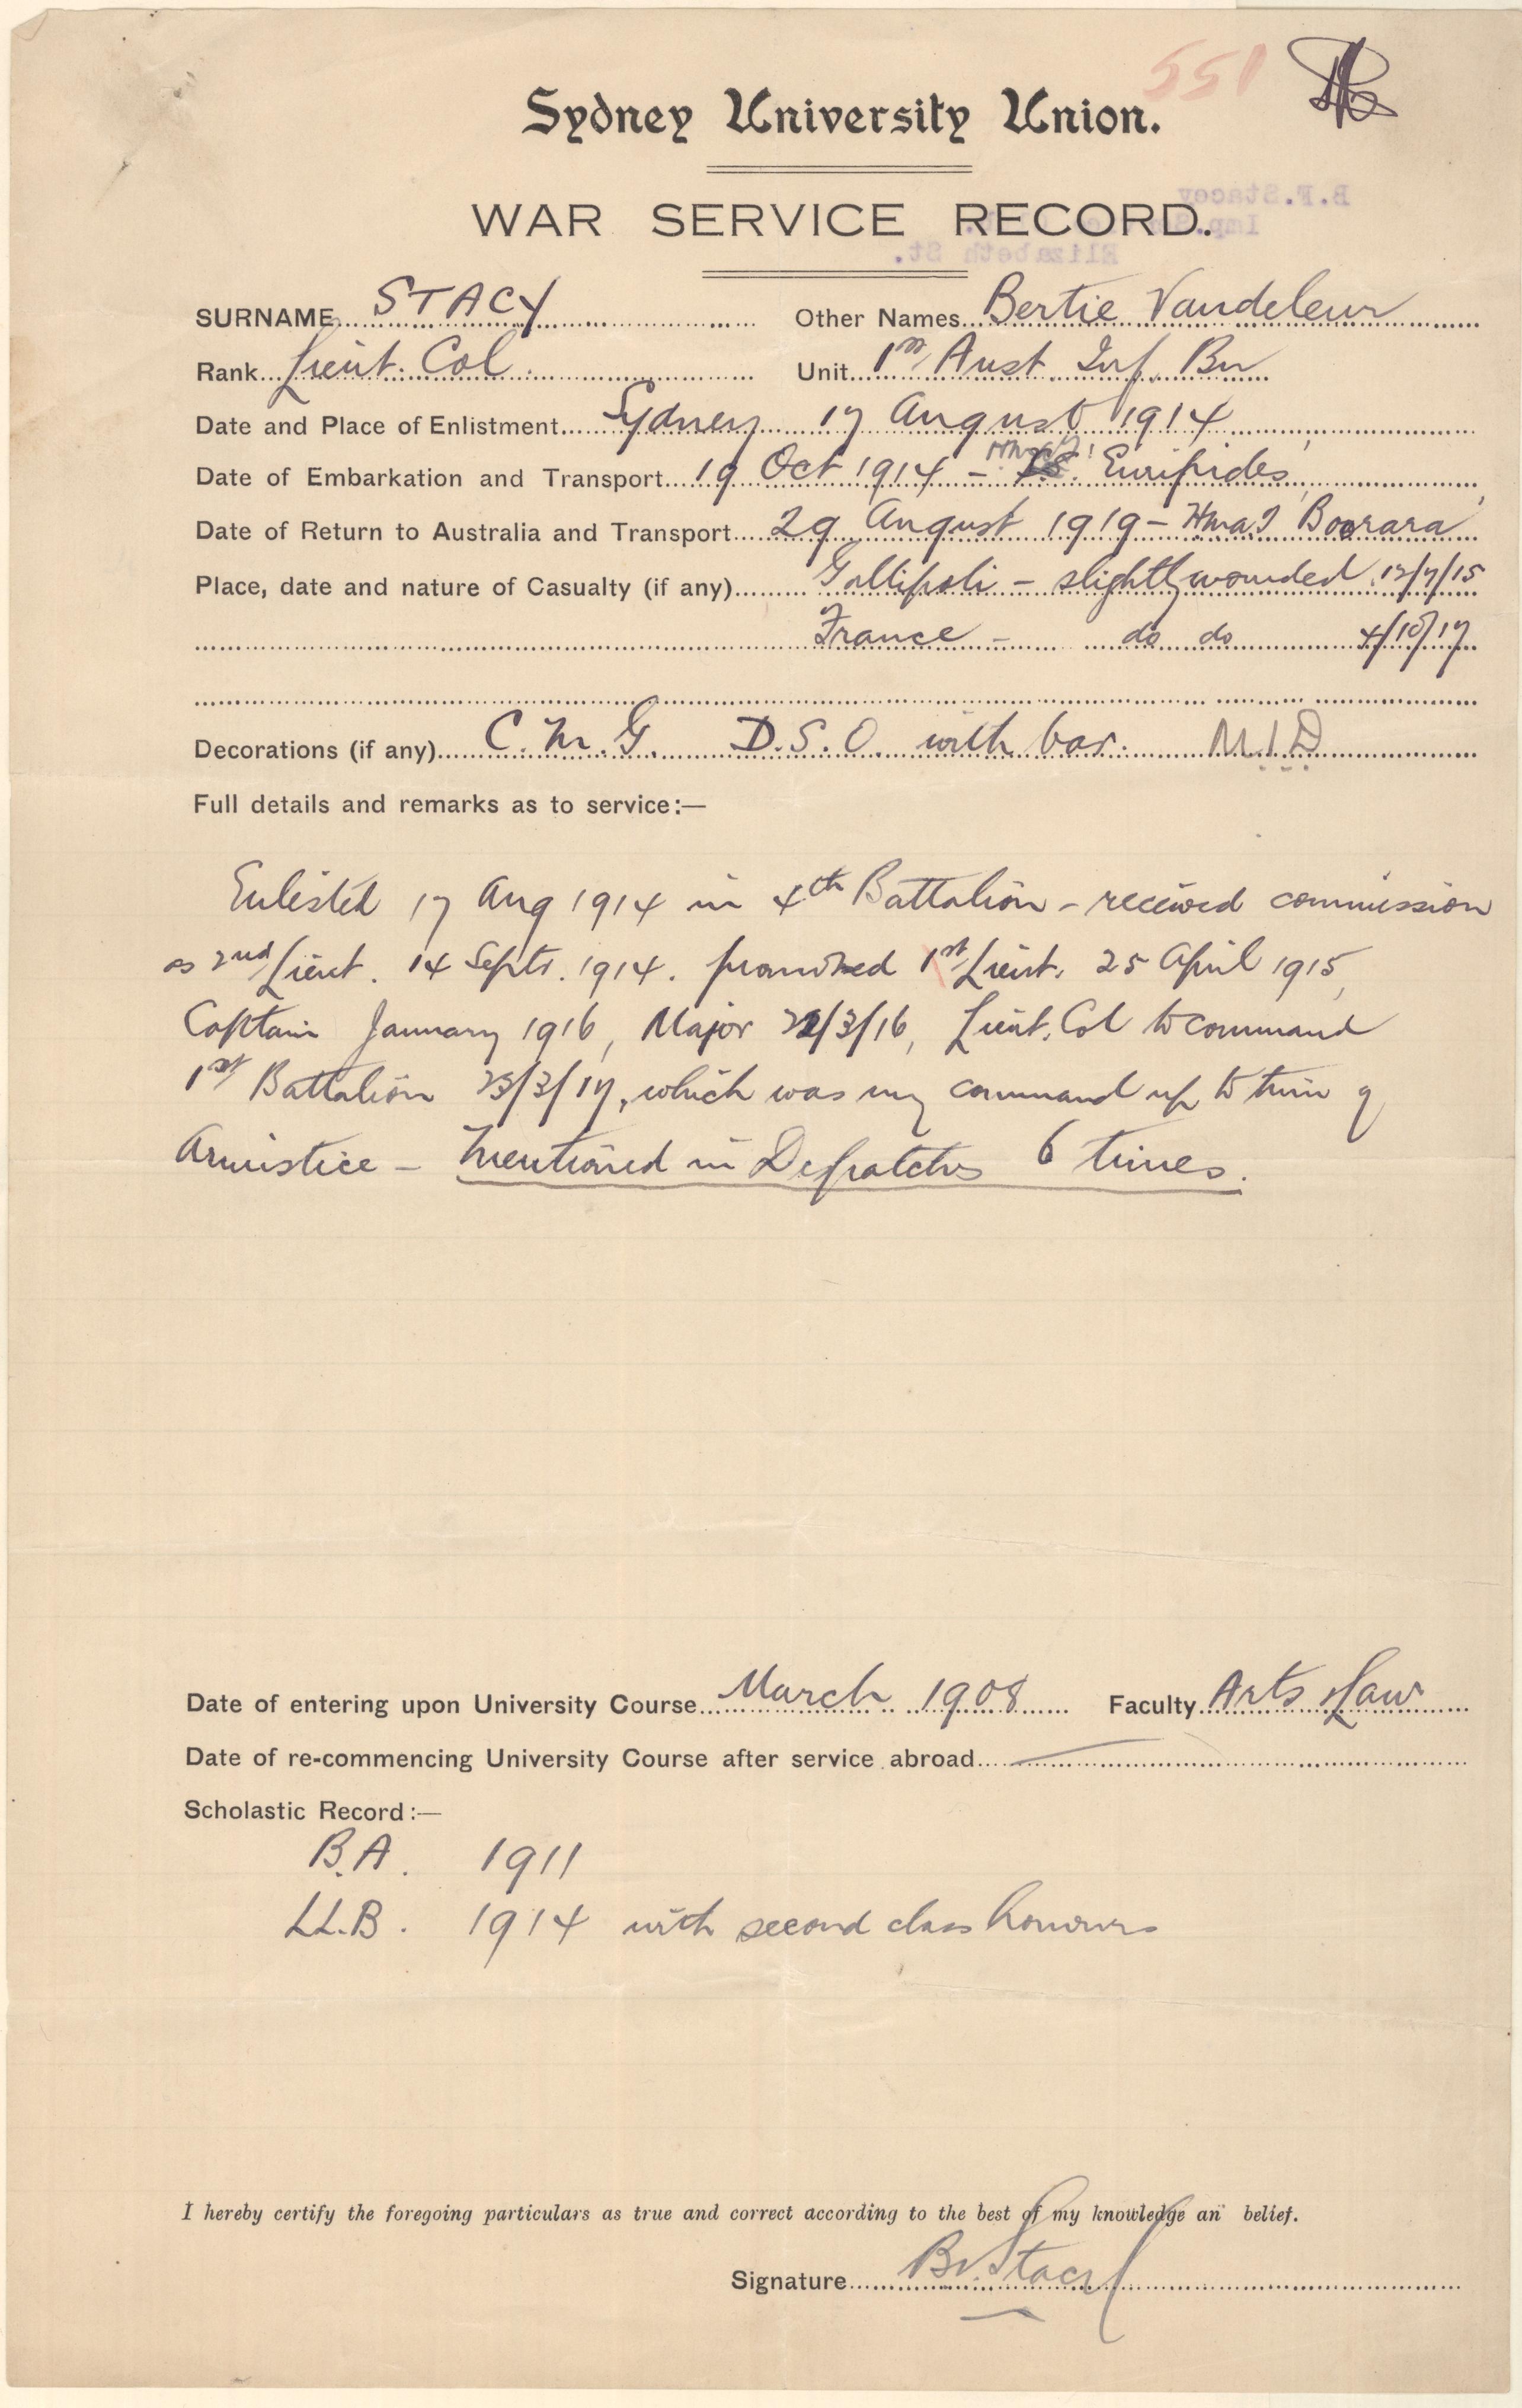 551
Sydney University Union.
WAR SERVICE RECORD.
B.F.Stacey
Elizabeth St.
SURNAME STACY Other Names Bertie Vandeleur
Rank Lieut. Col. Unit 1st Aust. Inf. Bn
Date and Place of Enlistment Sydney 17 August 1914
Date of Embarkation and Transport 19 Oct 1914 - Euripides
Date of Return to Australia and Transport 29 August 1919 - HMAT Boorara
Place, date and nature of Casualty (if any) Gallipoli - slightly wounded 12/7/15
France - do do 4/10/17
Decorations (if any) C.M.G. D.S.O. with bar. M.I.D
Full details and remarks as to service:—
Enlisted 17 Aug 1914 in 4th Battalion - received commission
as 2nd Lieut. 14 Septr. 1914. promoted 1st Lieut. 25 April 1915,
Captain January 1916, Major /3/16, Lieut. Col to command
1st Battalion 23/3/17, which was my command up to time of
Armistice - Mentioned in Despatches 6 times.
Date of entering upon University Course March 1908 Faculty Arts & Law
Date of re-commencing University Course after service abroad —
Scholastic Record:—
B.A. 1911
LL.B. 1914 with second class honours
I hereby certify the foregoing particulars as true and correct according to the best of my knowledge an belief.
Signature BV. Stacy